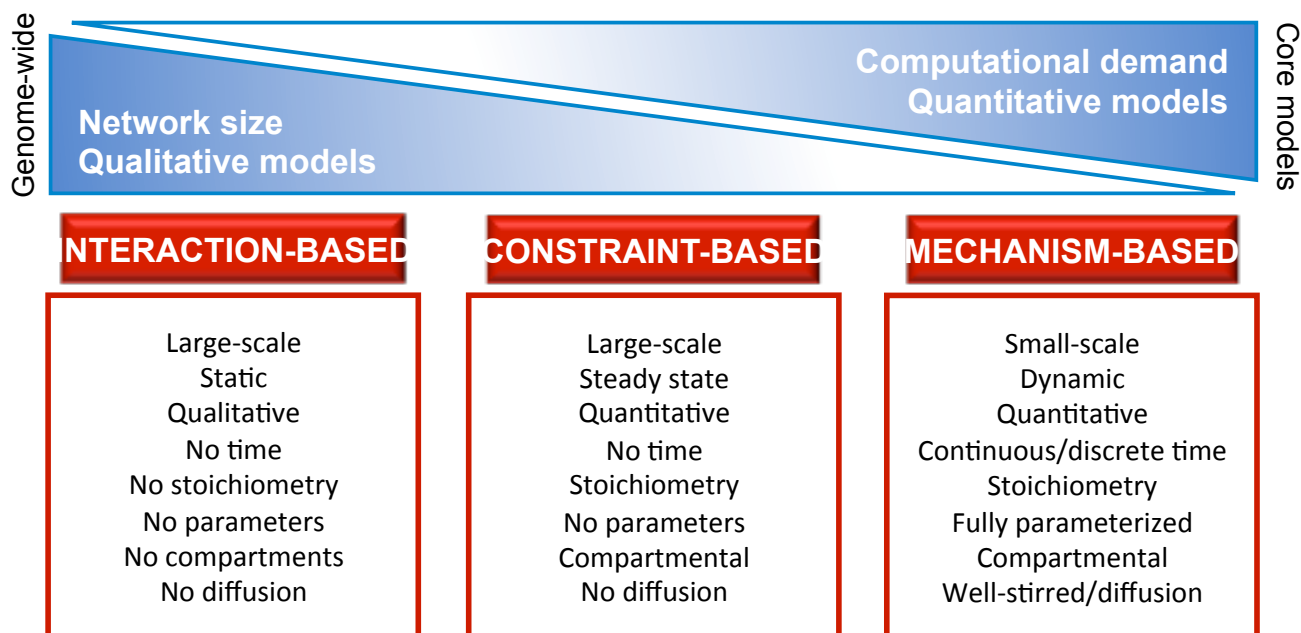 Genome-wide
Network size
Qualitative models
Computational demand
Quantitative models
Core models
INTERACTION-BASED
Large-scale
Static
Qualitative
No time
No stoichiometry
No parameters
No compartments
No diffusion
CONSTRAINT-BASED
Large-scale
Steady state
Quantitative
No time
Stoichiometry
No parameters
Compartmental
No diffusion
MECHANISM-BASED
Small-scale
Dynamic
Quantitative
Continuous/discrete time
Stoichiometry
Fully parameterized
Compartmental
Well-stirred/diffusion